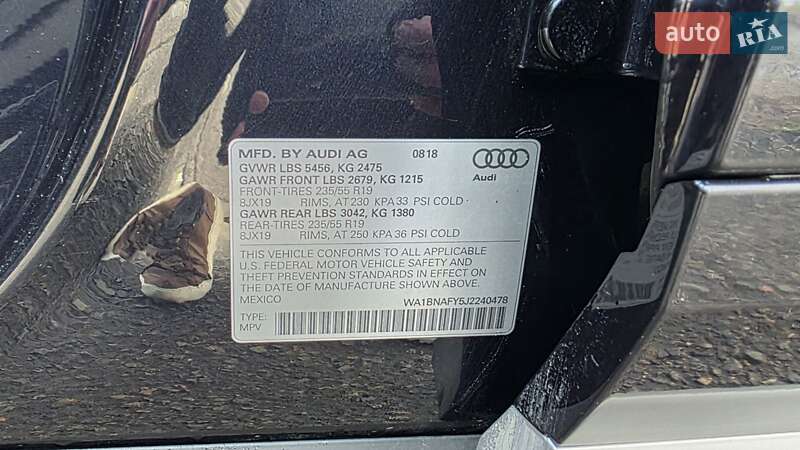 auto RIA .com
MFD. BY AUDI AG 0818
GVWR LBS 5456, KG 2475
GAWR FRONT LBS 2679, KG 1215
FRONT-TIRES 235/55 R19
8JX19 RIMS, AT 230 KPA 33 PSI COLD
GAWR REAR LBS 3042, KG 1380
REAR-TIRES 235/55 R19
8JX19 RIMS, AT 250 KPA 36 PSI COLD
Audi
THIS VEHICLE CONFORMS TO ALL APPLICABLE
U.S. FEDERAL MOTOR VEHICLE SAFETY AND
THEFT PREVENTION STANDARDS IN EFFECT ON
THE DATE OF MANUFACTURE SHOWN ABOVE.
MEXICO WA1BNAFY5J2240478
TYPE:
MPV